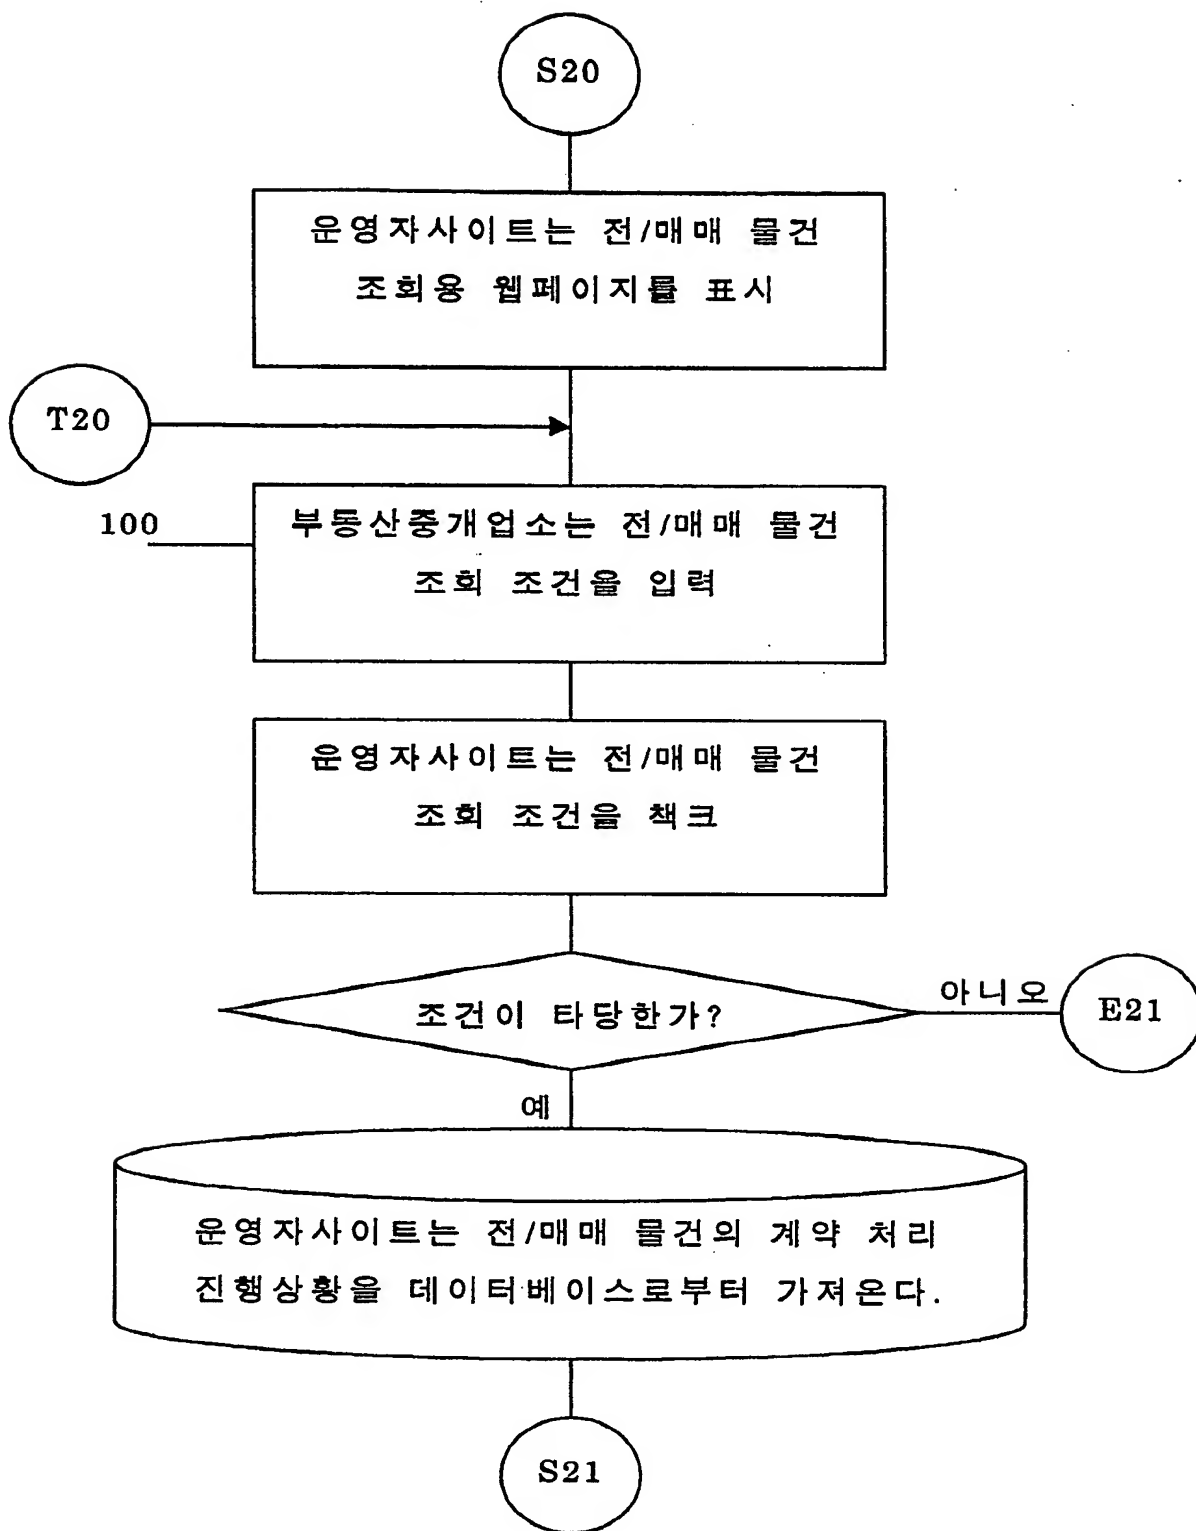 S20
운영자사이트는 전/매매 물건
조회용 웹페이지를 표시
T20
100
부동산중개업소는 전/매매 물건
조회 조건을 입력
운영자사이트는 전/매매 물건
조회 조건을 책크
조건이 타당한가?
아니오
E21
예
운영자사이트는 전/매매 물건의 계약 처리
진행상황을 데이터베이스로부터 가져온다.
S21